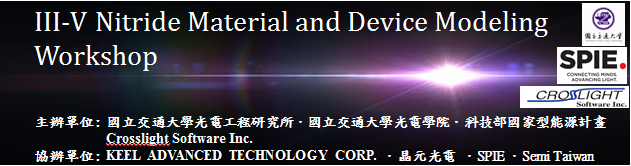 III-V Nitride Material and Device Modeling
Workshop
國立交通大學
SPIE.
CONNECTING MINDS.
ADVANCING LIGHT.
CROSSLIGHT
Software Inc.
主辦單位: 國立交通大學光電工程研究所．國立交通大學光電學院．科技部國家型能源計畫
Crosslight Software Inc.
協辦單位: KEEL ADVANCED TECHNOLOGY CORP. ．晶元光電 ．SPIE．Semi Taiwan